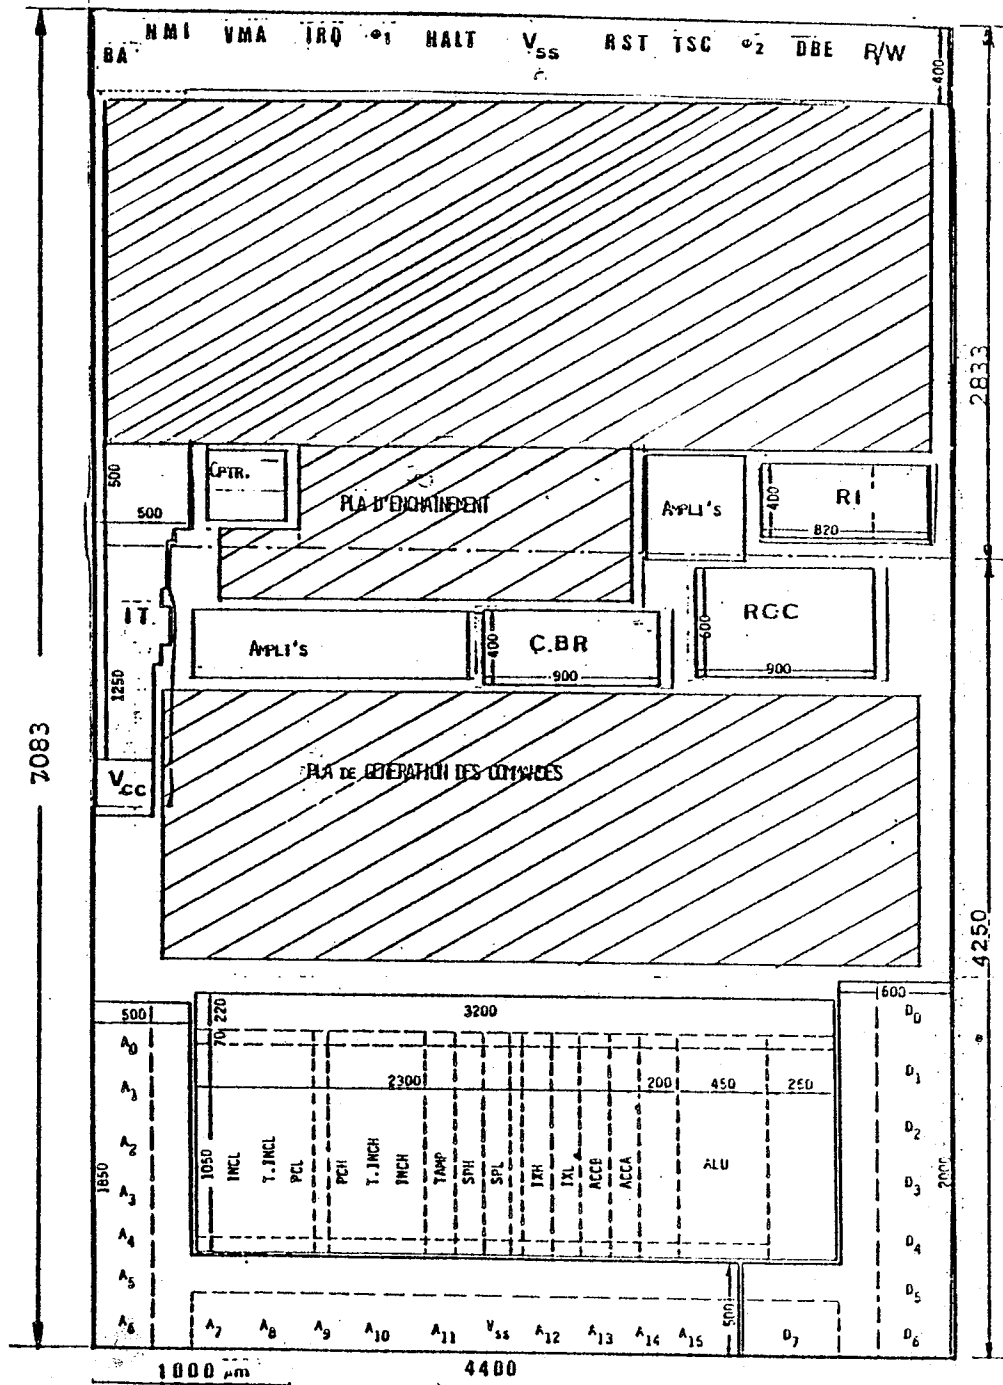 BA NMI VMA IRQ ø1 HALT VSS RST TSC ø2 DBE R/W
400
7083
2833
500
500
CPTR.
PLA D'ENCHAÎNEMENT
AMPLI'S
400
RI
820
IT.
1250
AMPLI'S
400
C.BR
900
600
RGC
900
VCC
PLA DE GENERATION DES COMMANDES
4250
500
220
70
3200
600
2300
200
450
250
1850
1050
INCL
T.INCL
PCL
PCH
T.INCH
INCH
TAMP
SPH
SPL
IXH
IXL
ACCB
ACCA
ALU
2000
A0
A1
A2
A3
A4
A5
A6
D0
D1
D2
D3
D4
D5
D6
A7 A8 A9 A10 A11 VSS A12 A13 A14 A15
500
D7
1000 µm
4400